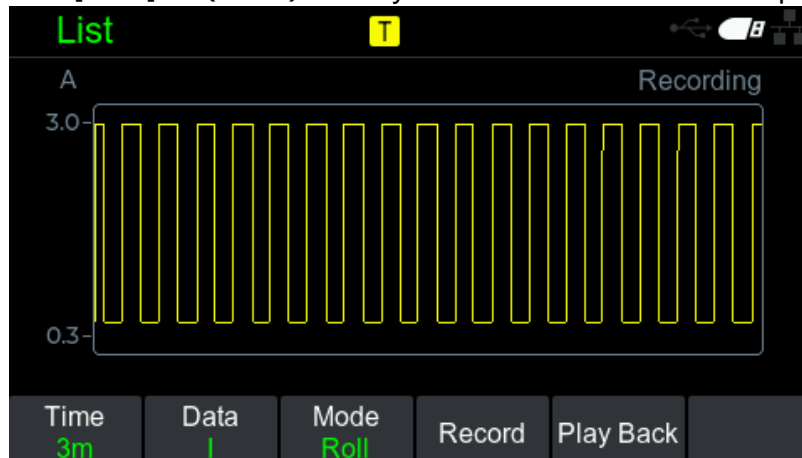 List T
A Recording
3.0
0.3
Time Data Mode Record Play Back
3m I Roll